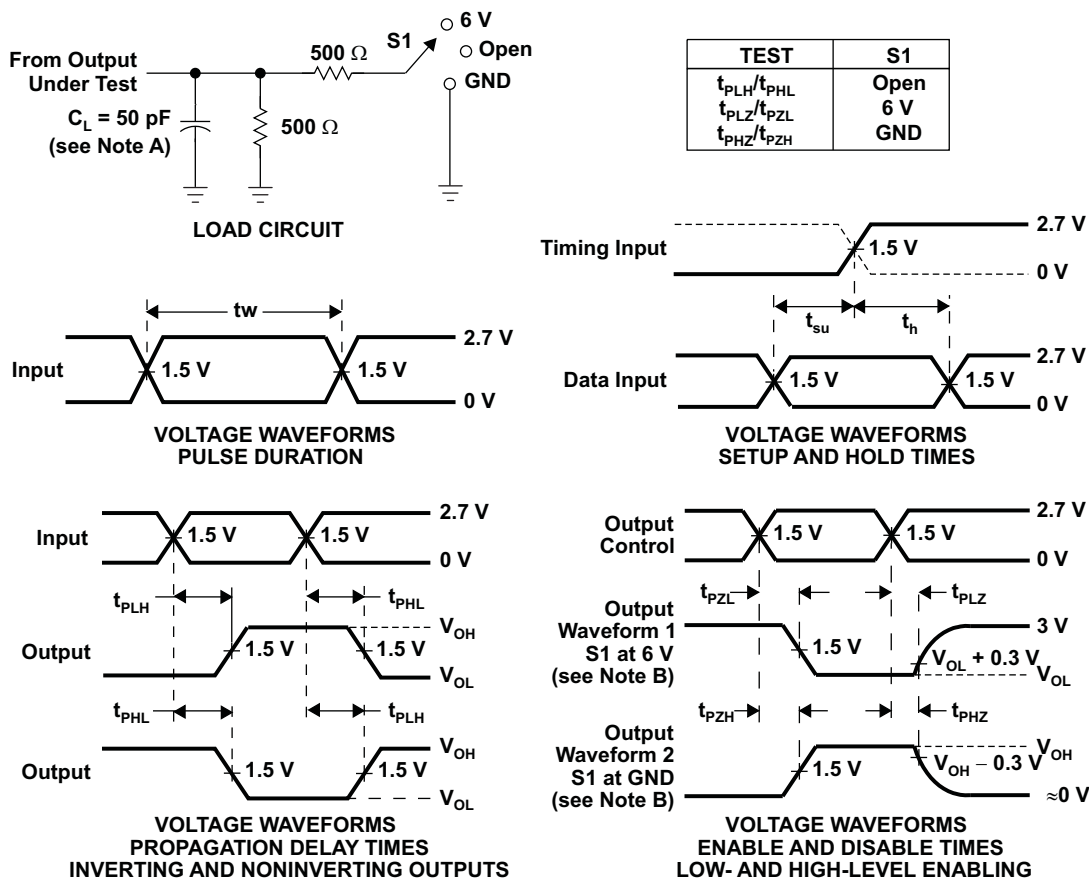 6 V
S1
Open
500 Ω
GND
From Output
Under Test
C_L = 50 pF
(see Note A)
500 Ω
LOAD CIRCUIT
TEST S1
t_PLH/t_PHL Open
t_PLZ/t_PZL 6 V
t_PHZ/t_PZH GND
Timing Input
1.5 V
2.7 V
0 V
t_su
t_h
Data Input
1.5 V
1.5 V
2.7 V
0 V
VOLTAGE WAVEFORMS
SETUP AND HOLD TIMES
tw
Input
1.5 V
1.5 V
2.7 V
0 V
VOLTAGE WAVEFORMS
PULSE DURATION
Input
1.5 V
1.5 V
2.7 V
0 V
t_PLH
t_PHL
Output
1.5 V
1.5 V
V_OH
V_OL
t_PHL
t_PLH
Output
1.5 V
1.5 V
V_OH
V_OL
VOLTAGE WAVEFORMS
PROPAGATION DELAY TIMES
INVERTING AND NONINVERTING OUTPUTS
Output
Control
1.5 V
1.5 V
2.7 V
0 V
t_PZL
t_PLZ
Output
Waveform 1
S1 at 6 V
(see Note B)
1.5 V
3 V
V_OL + 0.3 V
V_OL
t_PZH
t_PHZ
Output
Waveform 2
S1 at GND
(see Note B)
1.5 V
V_OH
V_OH − 0.3 V
≈0 V
VOLTAGE WAVEFORMS
ENABLE AND DISABLE TIMES
LOW- AND HIGH-LEVEL ENABLING